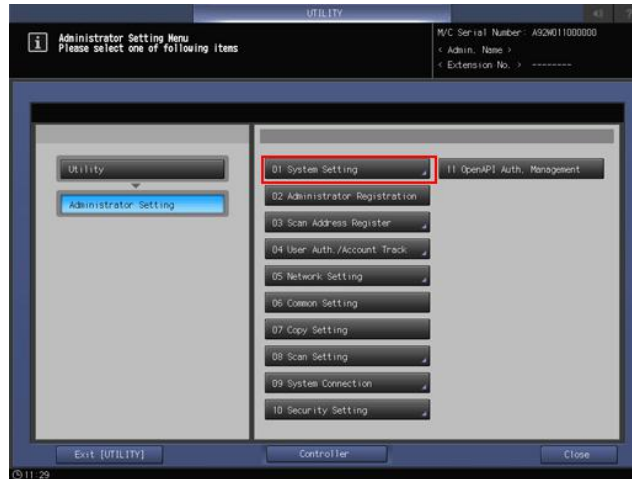 UTILITY
?
i
Administrator Setting Menu
Please select one of following items
M/C Serial Number: A92W011000000
< Admin. Name >
< Extension No. > --------
Utility
Administrator Setting
01 System Setting
02 Administrator Registration
03 Scan Address Register
04 User Auth./Account Track
05 Network Setting
06 Common Setting
07 Copy Setting
08 Scan Setting
09 System Connection
10 Security Setting
11 OpenAPI Auth. Management
Exit [UTILITY]
Controller
Close
11:29